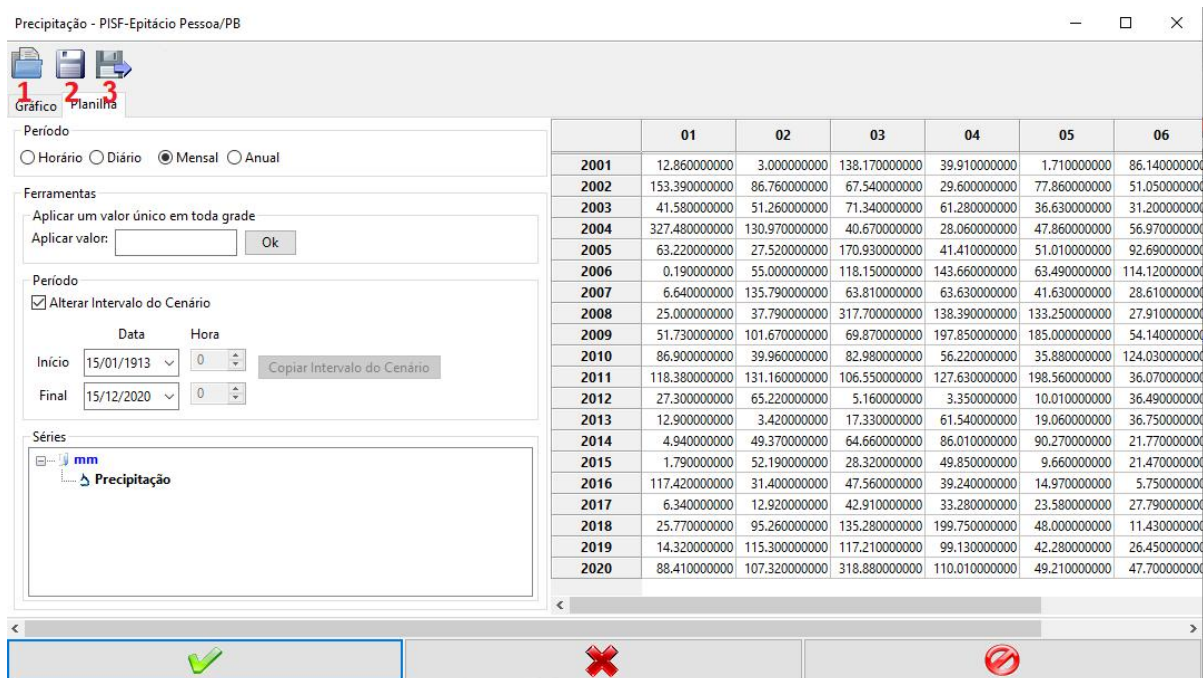 Precipitação - PISF-Epitácio Pessoa/PB
1 2 3
Gráfico Planilha
Período
Horário Diário Mensal Anual
Ferramentas
Aplicar um valor único em toda grade
Aplicar valor: Ok
Período
Alterar Intervalo do Cenário
Data Hora
Início 15/01/1913 0 Copiar Intervalo do Cenário
Final 15/12/2020 0
Séries
mm
Precipitação
01 02 03 04 05 06
2001 12.860000000 3.000000000 138.170000000 39.910000000 1.710000000 86.140000000
2002 153.390000000 86.760000000 67.540000000 29.600000000 77.860000000 51.050000000
2003 41.580000000 51.260000000 71.340000000 61.280000000 36.630000000 31.200000000
2004 327.480000000 130.970000000 40.670000000 28.060000000 47.860000000 56.970000000
2005 63.220000000 27.520000000 170.930000000 41.410000000 51.010000000 92.690000000
2006 0.190000000 55.000000000 118.150000000 143.660000000 63.490000000 114.120000000
2007 6.640000000 135.790000000 63.810000000 63.630000000 41.630000000 28.610000000
2008 25.000000000 37.790000000 317.700000000 138.390000000 133.250000000 27.910000000
2009 51.730000000 101.670000000 69.870000000 197.850000000 185.000000000 54.140000000
2010 86.900000000 39.960000000 82.980000000 56.220000000 35.880000000 124.030000000
2011 118.380000000 131.160000000 106.550000000 127.630000000 198.560000000 36.070000000
2012 27.300000000 65.220000000 5.160000000 3.350000000 10.010000000 36.490000000
2013 12.900000000 3.420000000 17.330000000 61.540000000 19.060000000 36.750000000
2014 4.940000000 49.370000000 64.660000000 86.010000000 90.270000000 21.770000000
2015 1.790000000 52.190000000 28.320000000 49.850000000 9.660000000 21.470000000
2016 117.420000000 31.400000000 47.560000000 39.240000000 14.970000000 5.750000000
2017 6.340000000 12.920000000 42.910000000 33.280000000 23.580000000 27.790000000
2018 25.770000000 95.260000000 135.280000000 199.750000000 48.000000000 11.430000000
2019 14.320000000 115.300000000 117.210000000 99.130000000 42.280000000 26.450000000
2020 88.410000000 107.320000000 318.880000000 110.010000000 49.210000000 47.700000000